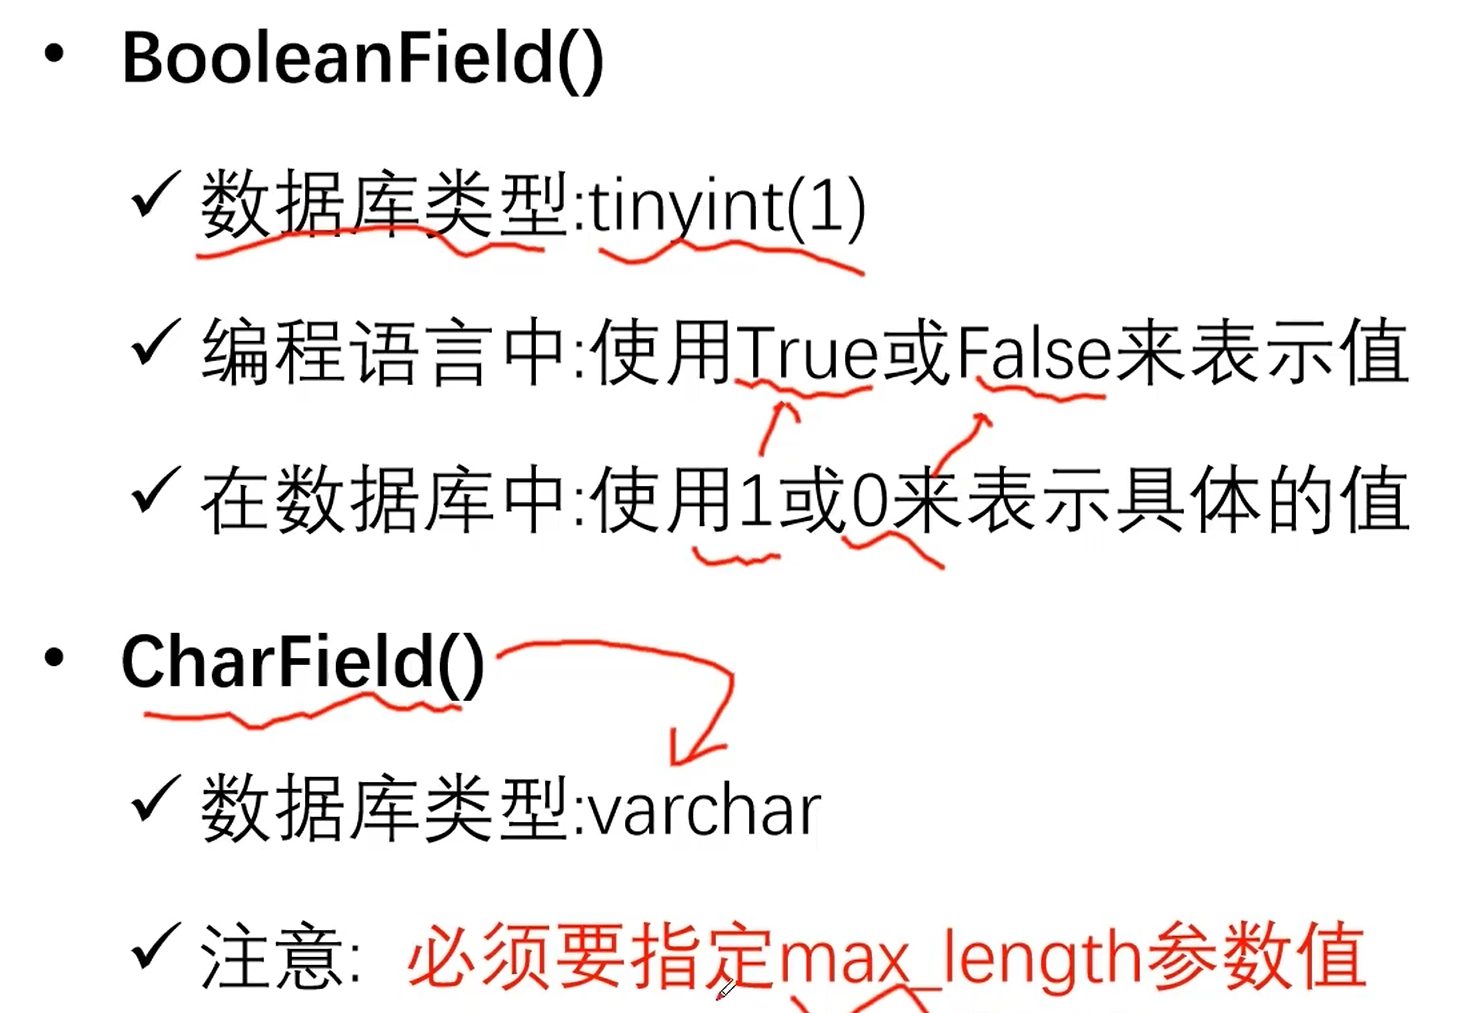 • BooleanField()
✓ 数据库类型:tinyint(1)
✓ 编程语言中:使用True或False来表示值
✓ 在数据库中:使用1或0来表示具体的值
• CharField()
✓ 数据库类型:varchar
✓ 注意: 必须要指定max_length参数值